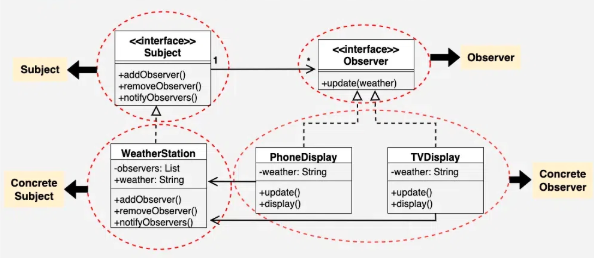 <<interface>>
Subject
+addObserver()
+removeObserver()
+notifyObservers()
1
*
<<interface>>
Observer
+update(weather)
Subject
Observer
WeatherStation
-observers: List
+weather: String
+addObserver()
+removeObserver()
+notifyObservers()
PhoneDisplay
-weather: String
+update()
+display()
TVDisplay
-weather: String
+update()
+display()
Concrete
Subject
Concrete
Observer